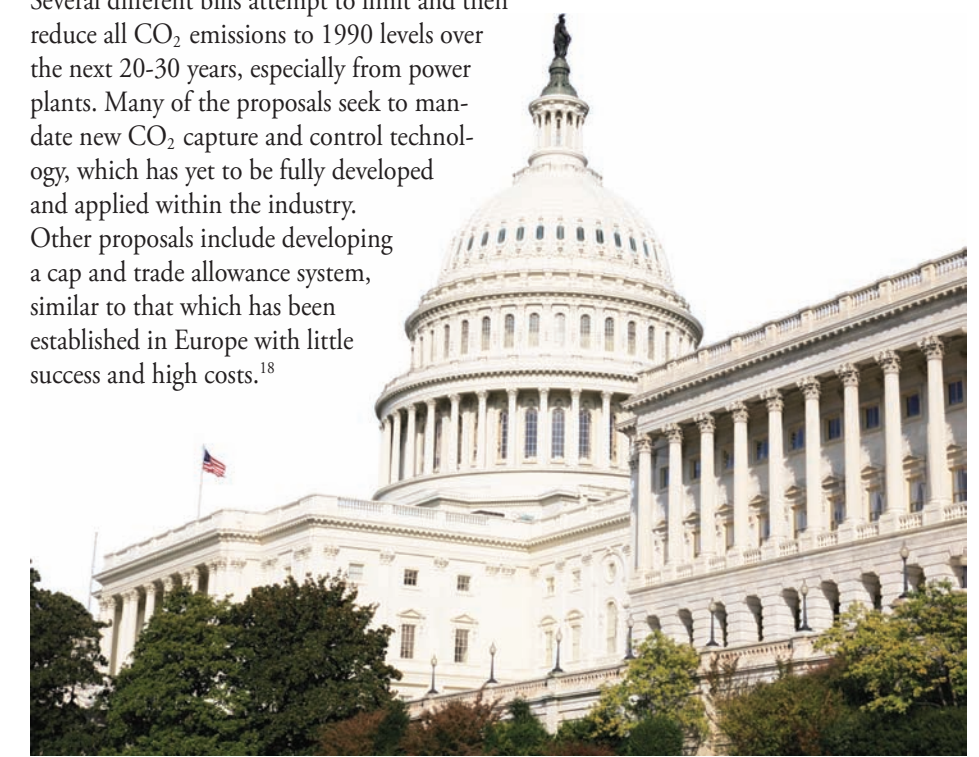 Several different bills attempt to limit and then
reduce all CO₂ emissions to 1990 levels over
the next 20-30 years, especially from power
plants. Many of the proposals seek to man-
date new CO₂ capture and control technol-
ogy, which has yet to be fully developed
and applied within the industry.
Other proposals include developing
a cap and trade allowance system,
similar to that which has been
established in Europe with little
success and high costs.¹⁸